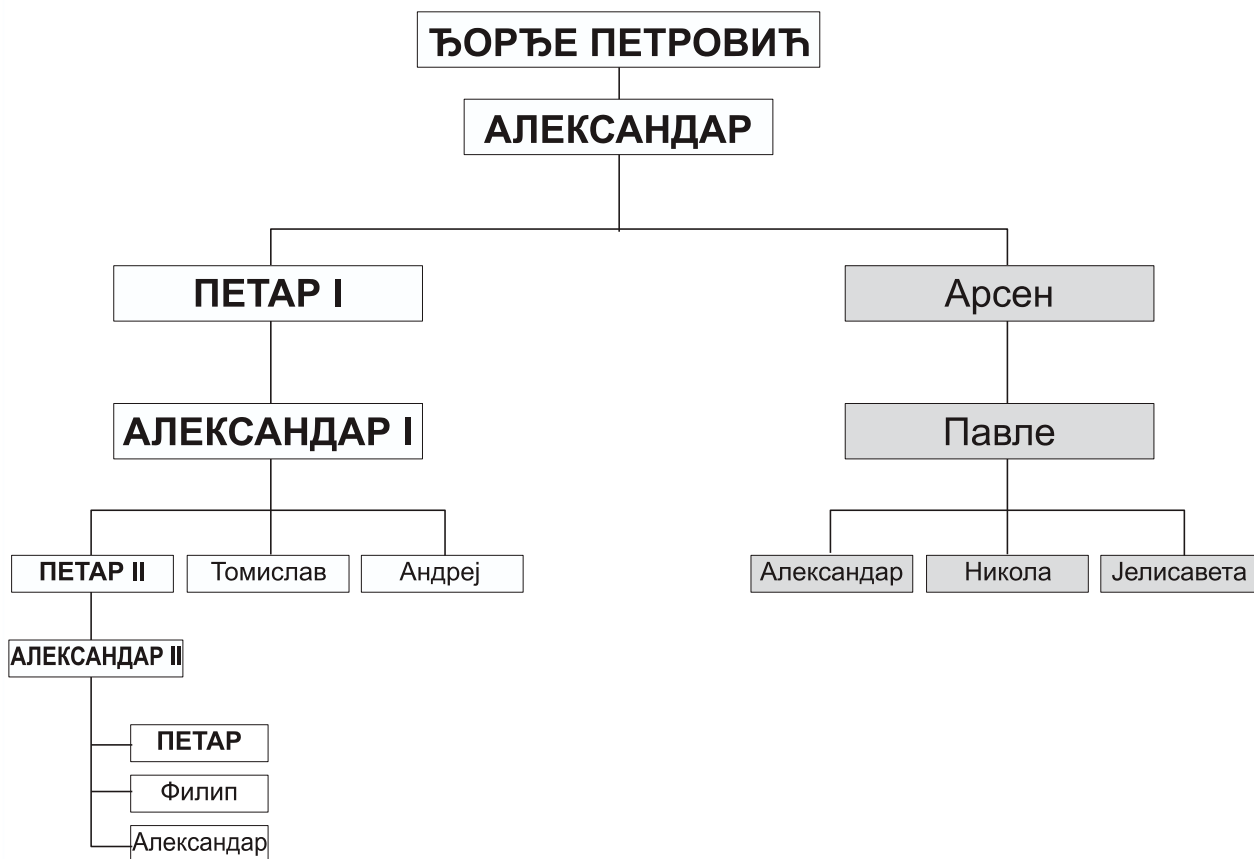 ЂОРЂЕ ПЕТРОВИЋ
АЛЕКСАНДАР
ПЕТАР I
Арсен
АЛЕКСАНДАР I
Павле
ПЕТАР II
Томислав
Андреј
Александар
Никола
Јелисавета
АЛЕКСАНДАР II
ПЕТАР
Филип
Александар